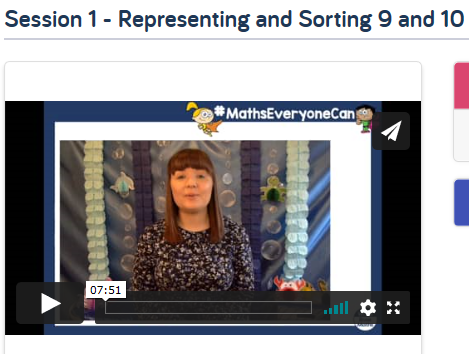 Session 1 - Representing and Sorting 9 and 10
#MathsEveryoneCan
07:51